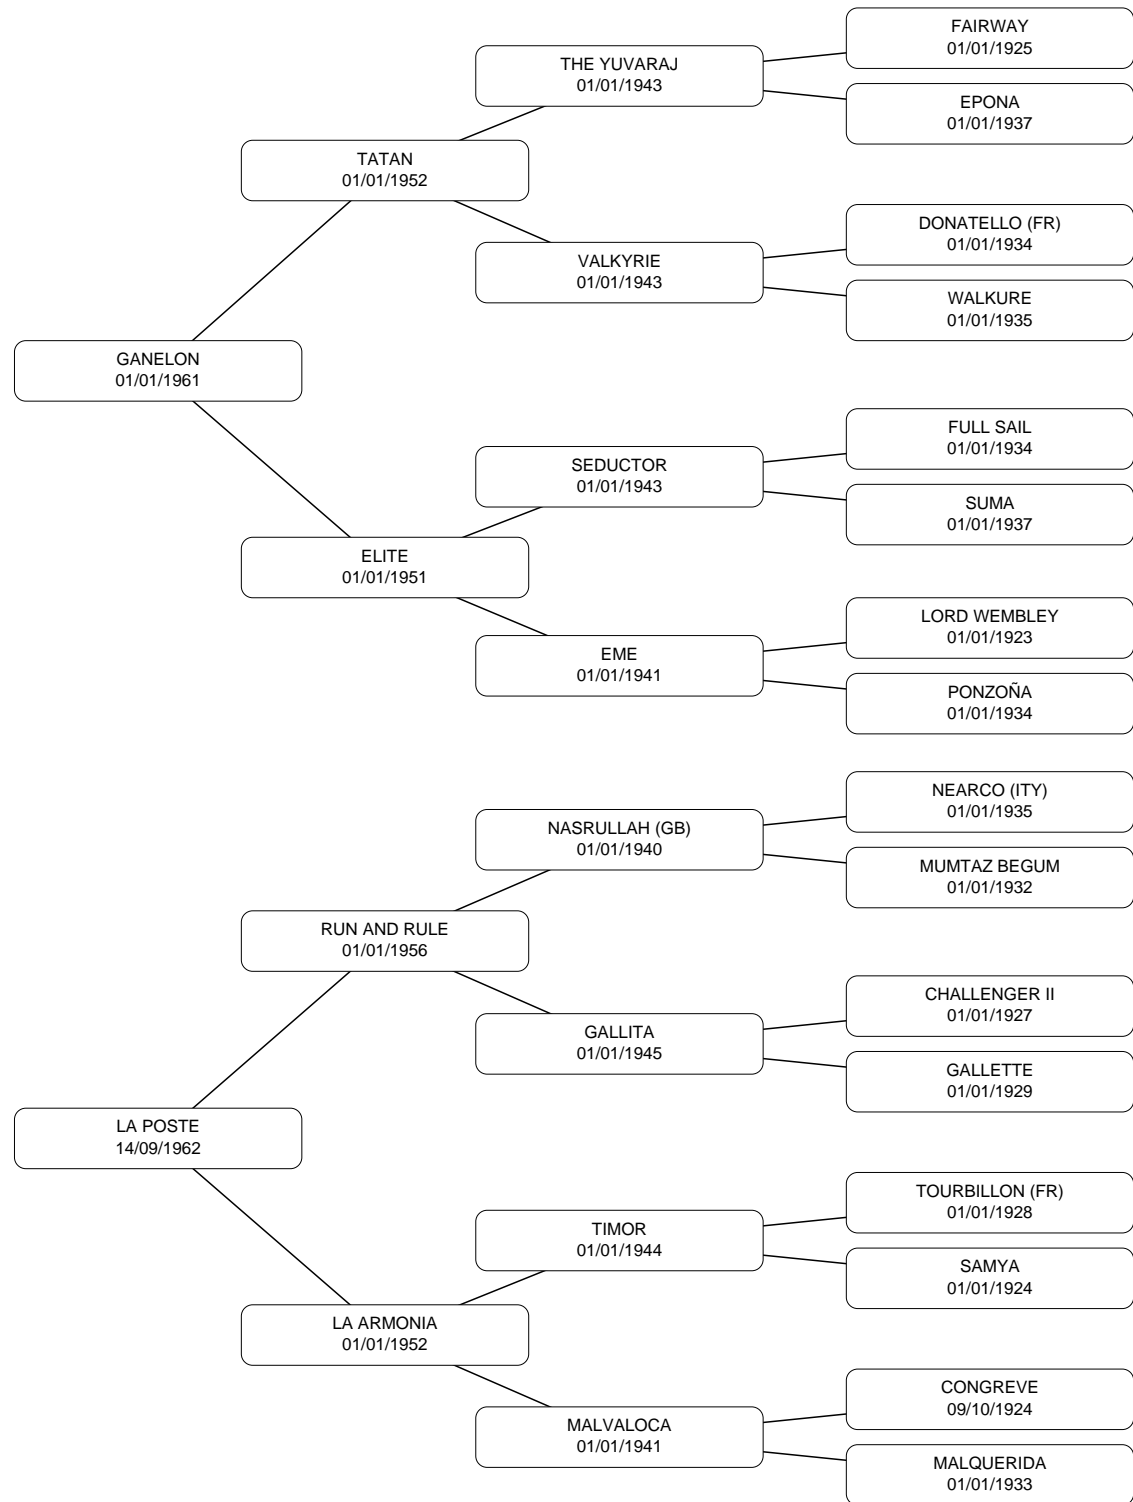 FAIRWAY
01/01/1925
THE YUVARAJ
01/01/1943
EPONA
01/01/1937
TATAN
01/01/1952
DONATELLO (FR)
01/01/1934
VALKYRIE
01/01/1943
WALKURE
01/01/1935
GANELON
01/01/1961
FULL SAIL
01/01/1934
SEDUCTOR
01/01/1943
SUMA
01/01/1937
ELITE
01/01/1951
LORD WEMBLEY
01/01/1923
EME
01/01/1941
PONZOÑA
01/01/1934
NEARCO (ITY)
01/01/1935
NASRULLAH (GB)
01/01/1940
MUMTAZ BEGUM
01/01/1932
RUN AND RULE
01/01/1956
CHALLENGER II
01/01/1927
GALLITA
01/01/1945
GALLETTE
01/01/1929
LA POSTE
14/09/1962
TOURBILLON (FR)
01/01/1928
TIMOR
01/01/1944
SAMYA
01/01/1924
LA ARMONIA
01/01/1952
CONGREVE
09/10/1924
MALVALOCA
01/01/1941
MALQUERIDA
01/01/1933